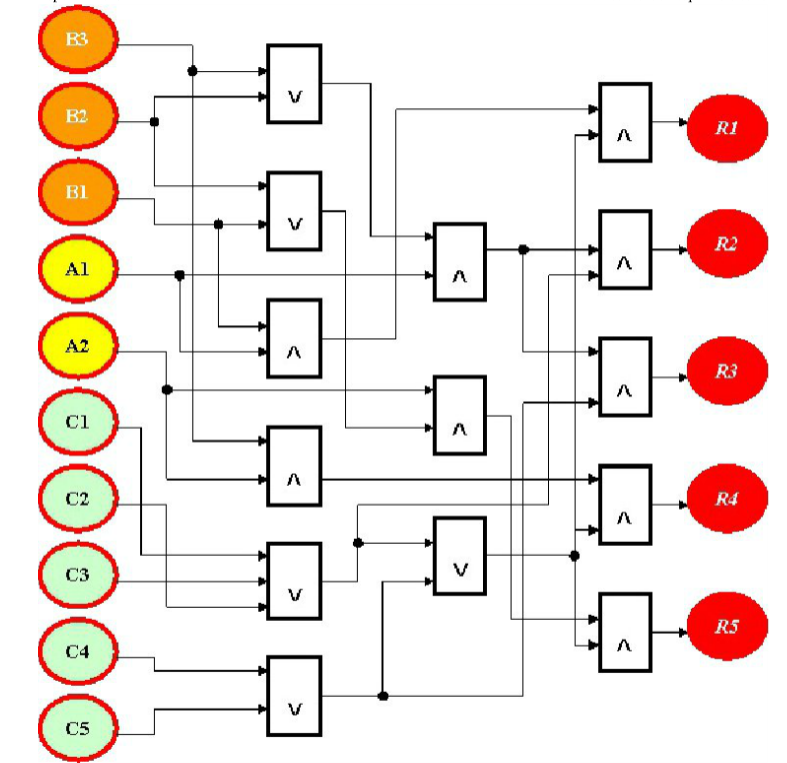 B3
B2
B1
A1
A2
C1
C2
C3
C4
C5
∨
∨
∧
∧
∨
∨
∧
∧
∨
∧
∧
∧
∧
∧
R1
R2
R3
R4
R5